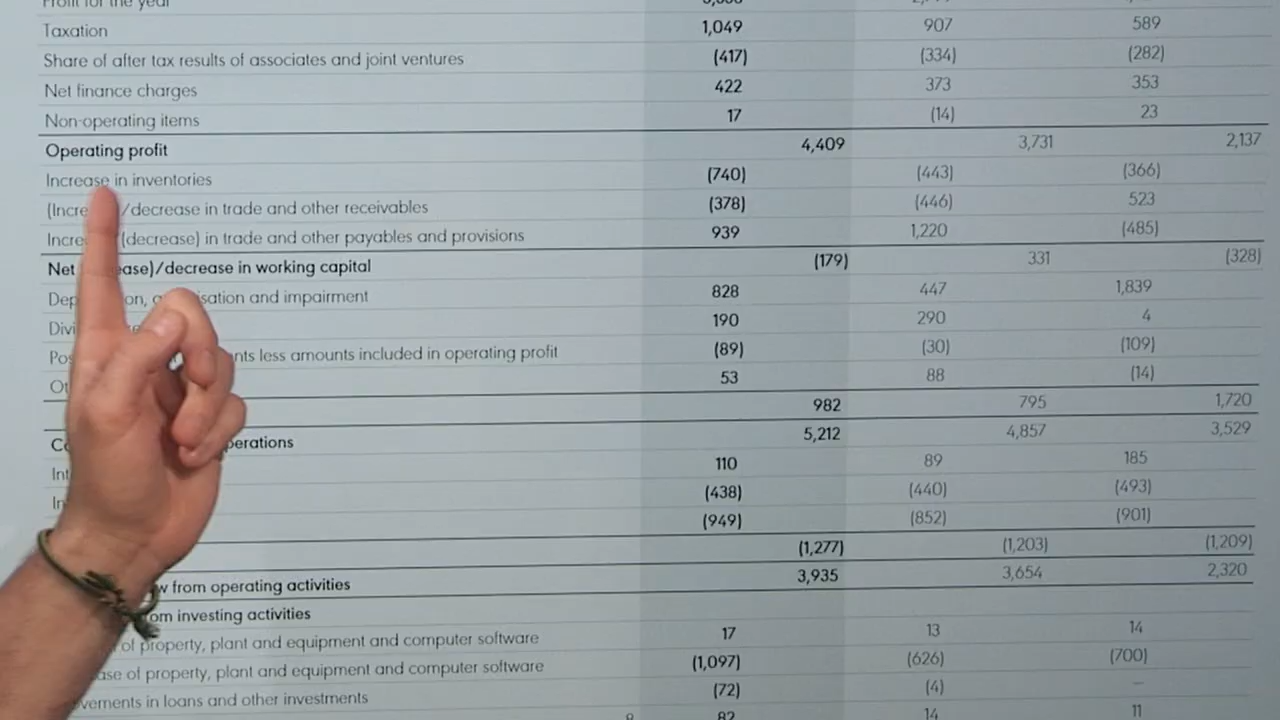 Profit for the year
Taxation 1,049 907 589
Share of after tax results of associates and joint ventures (417) (334) (282)
Net finance charges 422 373 353
Non-operating items 17 (14) 23
Operating profit 4,409 3,731 2,137
Increase in inventories (740) (443) (366)
/decrease in trade and other receivables (378) (446) 523
(decrease) in trade and other payables and provisions 939 1,220 (485)
Net /decrease in working capital (179) 331 (328)
and impairment 828 447 1,839
190 290 4
less amounts included in operating profit (89) (30) (109)
53 88 (14)
982 795 1,720
5,212 4,857 3,529
110 89 185
(438) (440) (493)
(949) (852) (901)
(1,277) (1,203) (1,209)
from operating activities 3,935 3,654 2,320
investing activities
of property, plant and equipment and computer software 17 13 14
of property, plant and equipment and computer software (1,097) (626) (700)
in loans and other investments (72) (4) –
82 14 11